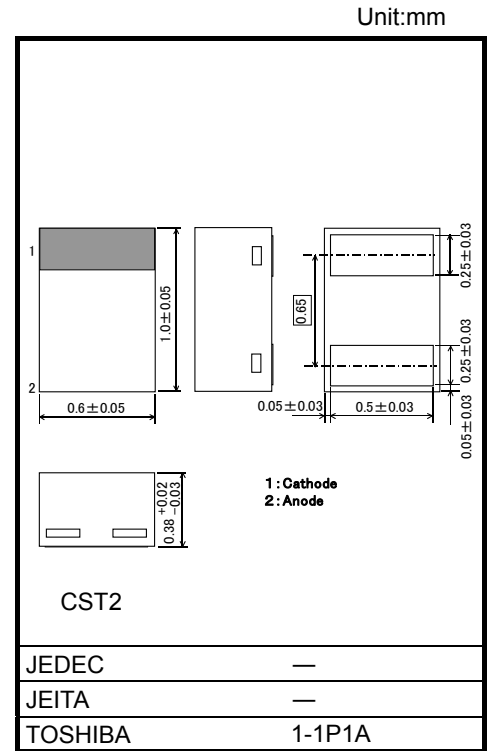 Unit:mm
1
2
1.0±0.05
0.6±0.05
0.65
0.25±0.03
0.25±0.03
0.05±0.03
0.05±0.03
0.5±0.03
0.38 +0.02 -0.03
1:Cathode
2:Anode
CST2
JEDEC —
JEITA —
TOSHIBA 1-1P1A